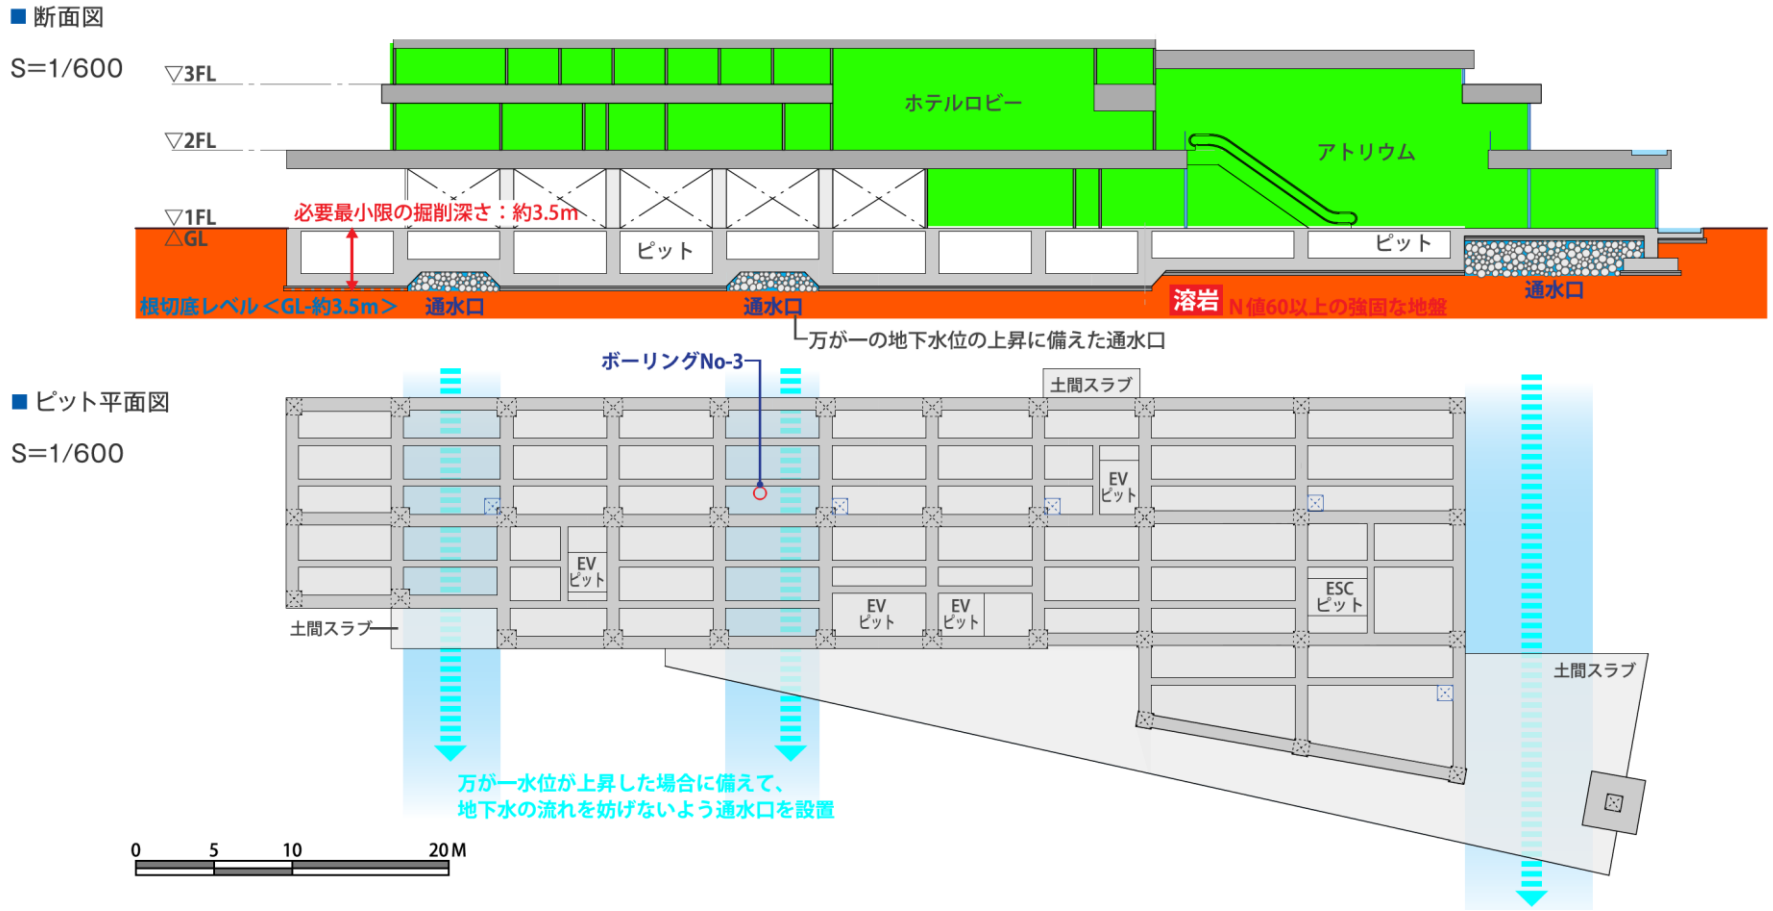 ■ 断面図
S=1/600
▽3FL
▽2FL
▽1FL
△GL
ホテルロビー
アトリウム
必要最小限の掘削深さ：約3.5m
ピット
ピット
根切底レベル＜GL-約3.5m＞
通水口
通水口
通水口
溶岩 N値60以上の強固な地盤
万が一の地下水位の上昇に備えた通水口
ボーリングNo-3
■ ピット平面図
S=1/600
土間スラブ
EV
ピット
EV
ピット
EV
ピット
EV
ピット
ESC
ピット
土間スラブ
土間スラブ
万が一水位が上昇した場合に備えて、
地下水の流れを妨げないよう通水口を設置
0 5 10 20M